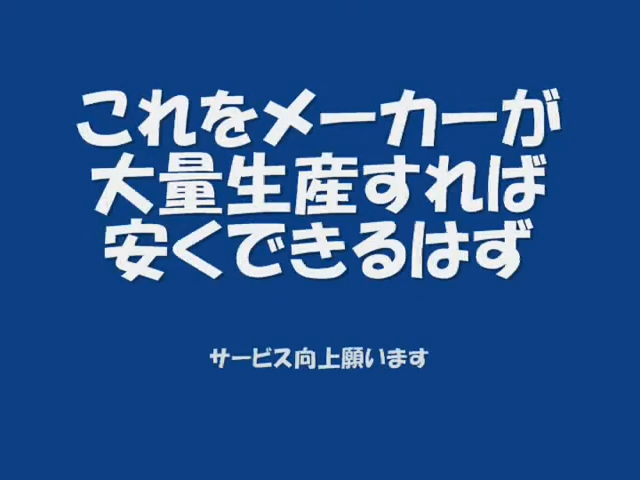 これをメーカーが
大量生産すれば
安くできるはず
サービス向上願います